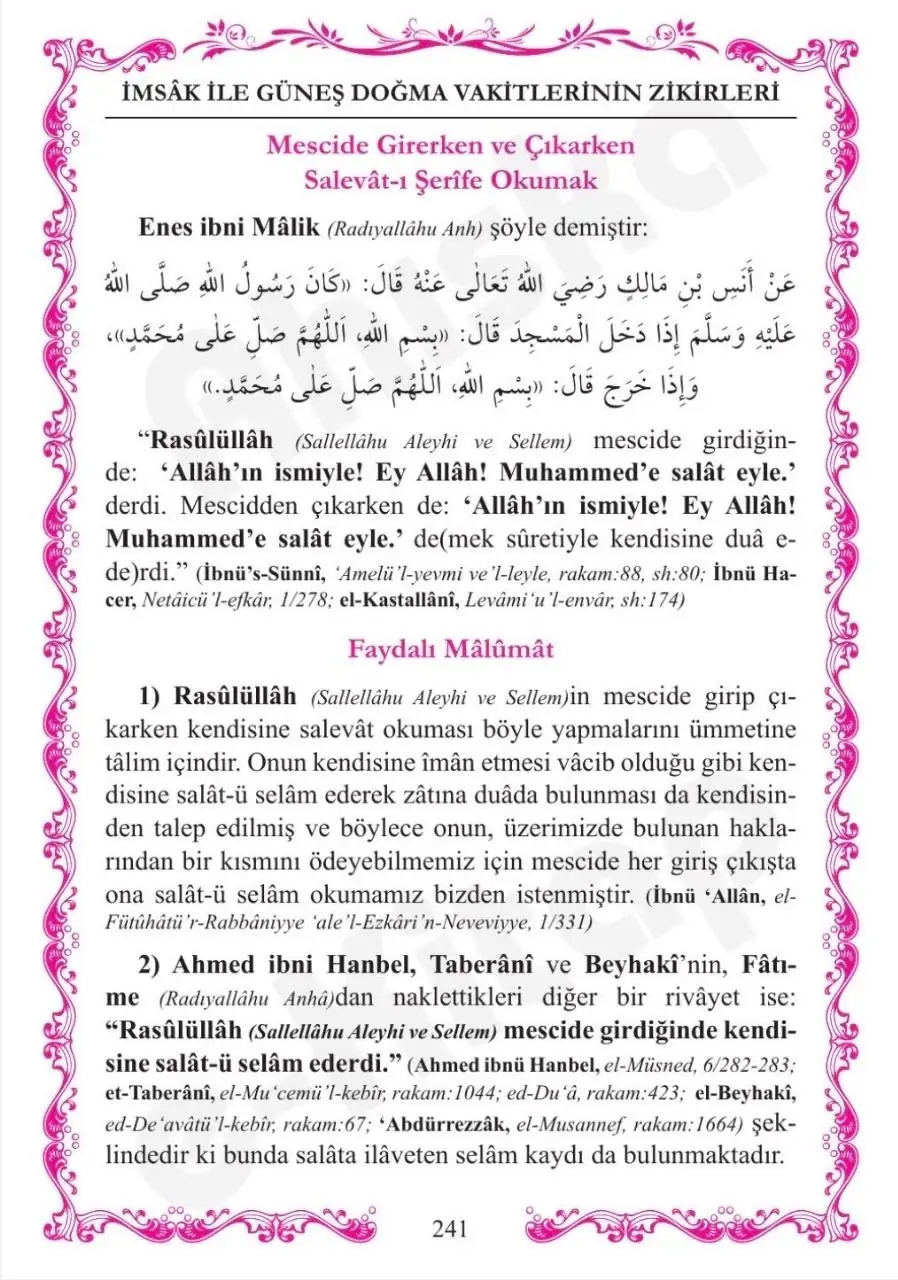 İMSÂK İLE GÜNEŞ DOĞMA VAKİTLERİNİN ZİKİRLERİ
Mescide Girerken ve Çıkarken
Salevât-ı Şerîfe Okumak
Enes ibni Mâlik (Radıyallâhu Anh) şöyle demiştir:
عَنْ أَنَسِ بْنِ مَالِكٍ رَضِيَ اللهُ تَعَالٰى عَنْهُ قَالَ: «كَانَ رَسُولُ اللهِ صَلَّى اللهُ
عَلَيْهِ وَسَلَّمَ إِذَا دَخَلَ الْمَسْجِدَ قَالَ: «بِسْمِ اللهِ، اَللّٰهُمَّ صَلِّ عَلٰى مُحَمَّدٍ»،
وَإِذَا خَرَجَ قَالَ: «بِسْمِ اللهِ، اَللّٰهُمَّ صَلِّ عَلٰى مُحَمَّدٍ.»
“Rasûlüllâh (Sallellâhu Aleyhi ve Sellem) mescide girdiğin-
de: ‘Allâh’ın ismiyle! Ey Allâh! Muhammed’e salât eyle.’
derdi. Mescidden çıkarken de: ‘Allâh’ın ismiyle! Ey Allâh!
Muhammed’e salât eyle.’ de(mek sûretiyle kendisine duâ e-
de)rdi.” (İbnü’s-Sünnî, ‘Amelü’l-yevmi ve’l-leyle, rakam:88, sh:80; İbnü Ha-
cer, Netâicü’l-efkâr, 1/278; el-Kastallânî, Levâmi‘u’l-envâr, sh:174)
Faydalı Mâlûmât
1) Rasûlüllâh (Sallellâhu Aleyhi ve Sellem)in mescide girip çı-
karken kendisine salevât okuması böyle yapmalarını ümmetine
tâlim içindir. Onun kendisine îmân etmesi vâcib olduğu gibi ken-
disine salât-ü selâm ederek zâtına duâda bulunması da kendisin-
den talep edilmiş ve böylece onun, üzerimizde bulunan hakla-
rından bir kısmını ödeyebilmemiz için mescide her giriş çıkışta
ona salât-ü selâm okumamız bizden istenmiştir. (İbnü ‘Allân, el-
Fütûhâtü’r-Rabbâniyye ‘ale’l-Ezkâri’n-Neveviyye, 1/331)
2) Ahmed ibni Hanbel, Taberânî ve Beyhakî’nin, Fâtı-
me (Radıyallâhu Anhâ)dan naklettikleri diğer bir rivâyet ise:
“Rasûlüllâh (Sallellâhu Aleyhi ve Sellem) mescide girdiğinde kendi-
sine salât-ü selâm ederdi.” (Ahmed ibnü Hanbel, el-Müsned, 6/282-283;
et-Taberânî, el-Mu‘cemü’l-kebîr, rakam:1044; ed-Du‘â, rakam:423; el-Beyhakî,
ed-De‘avâtü’l-kebîr, rakam:67; ‘Abdürrezzâk, el-Musannef, rakam:1664) şek-
lindedir ki bunda salâta ilâveten selâm kaydı da bulunmaktadır.
241